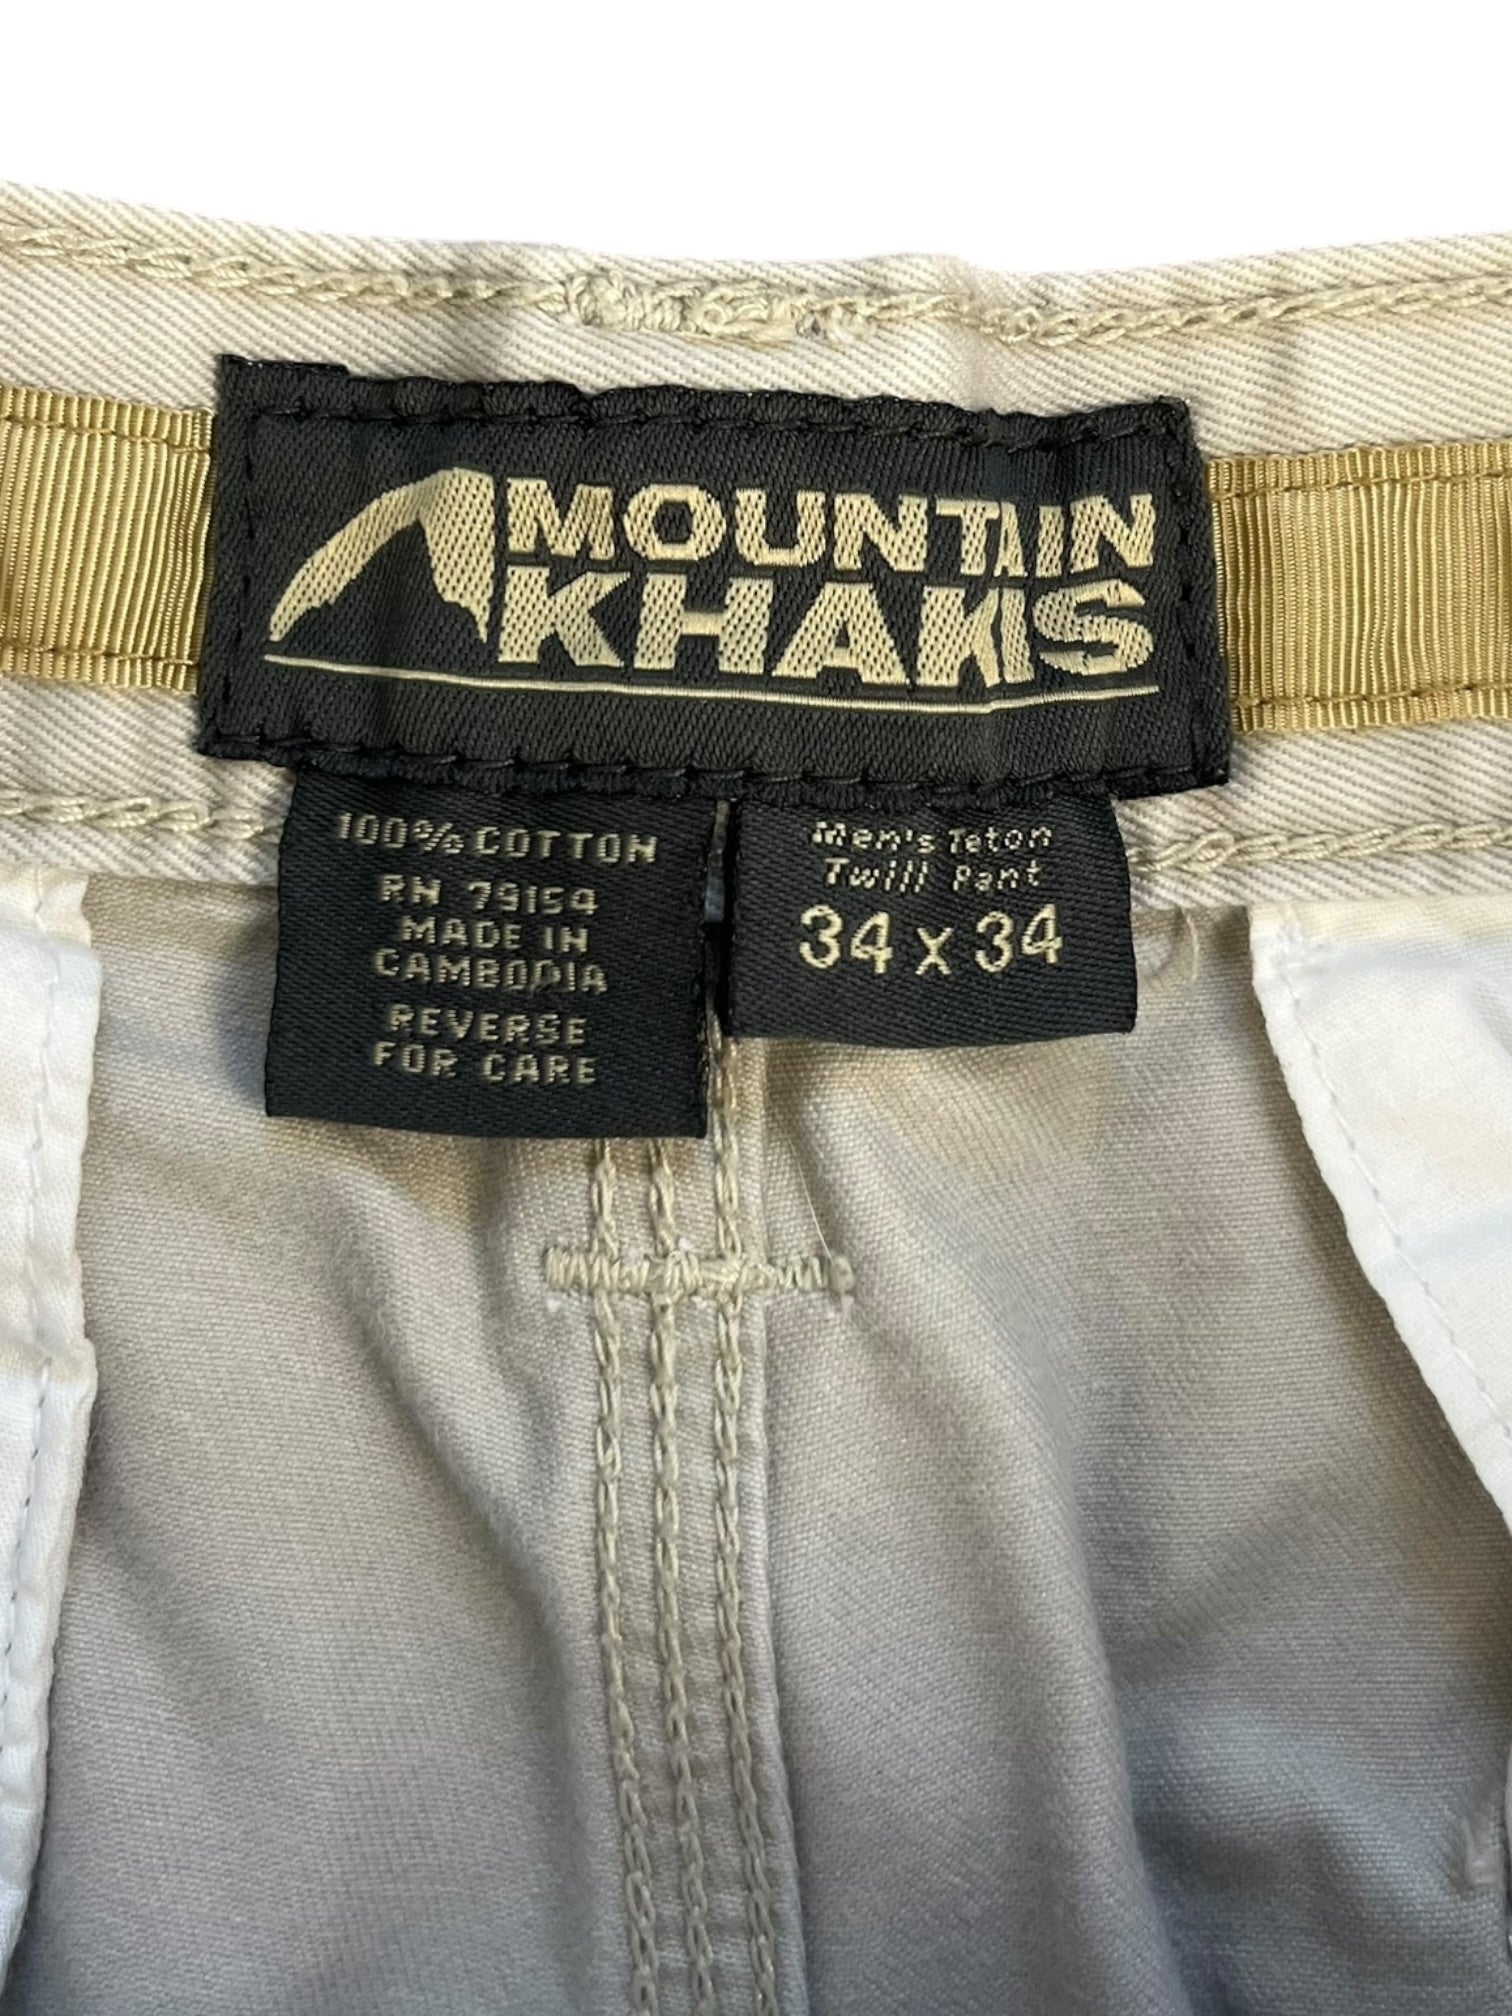 MOUNTAIN
KHAKIS
100% COTTON
RN 79154
MADE IN
CAMBODIA
REVERSE
FOR CARE
Men's Teton
Twill Pant
34 x 34